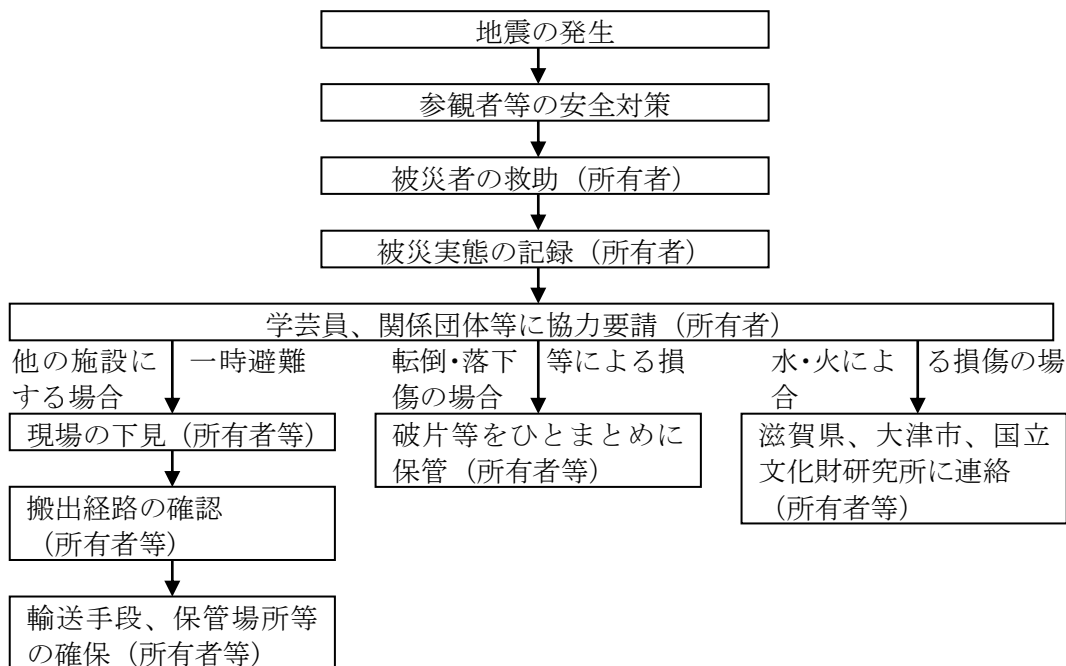 地震の発生
参観者等の安全対策
被災者の救助（所有者）
被災実態の記録（所有者）
学芸員、関係団体等に協力要請（所有者）
他の施設に一時避難
する場合
現場の下見（所有者等）
搬出経路の確認
（所有者等）
輸送手段、保管場所等
の確保（所有者等）
転倒・落下等による損
傷の場合
破片等をひとまとめに
保管（所有者等）
水・火による損傷の場
合
滋賀県、大津市、国立
文化財研究所に連絡
（所有者等）